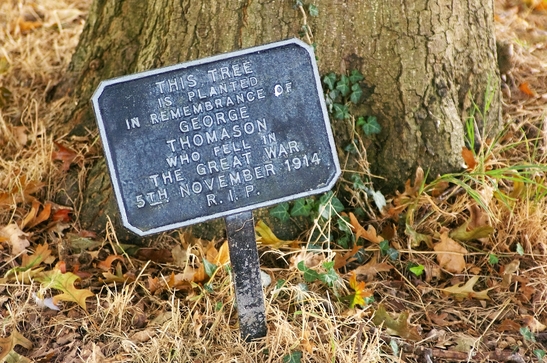 THIS TREE
IS PLANTED
IN REMEMBRANCE OF
GEORGE
THOMASON
WHO FELL IN
THE GREAT WAR
5TH NOVEMBER 1914
R.I.P.